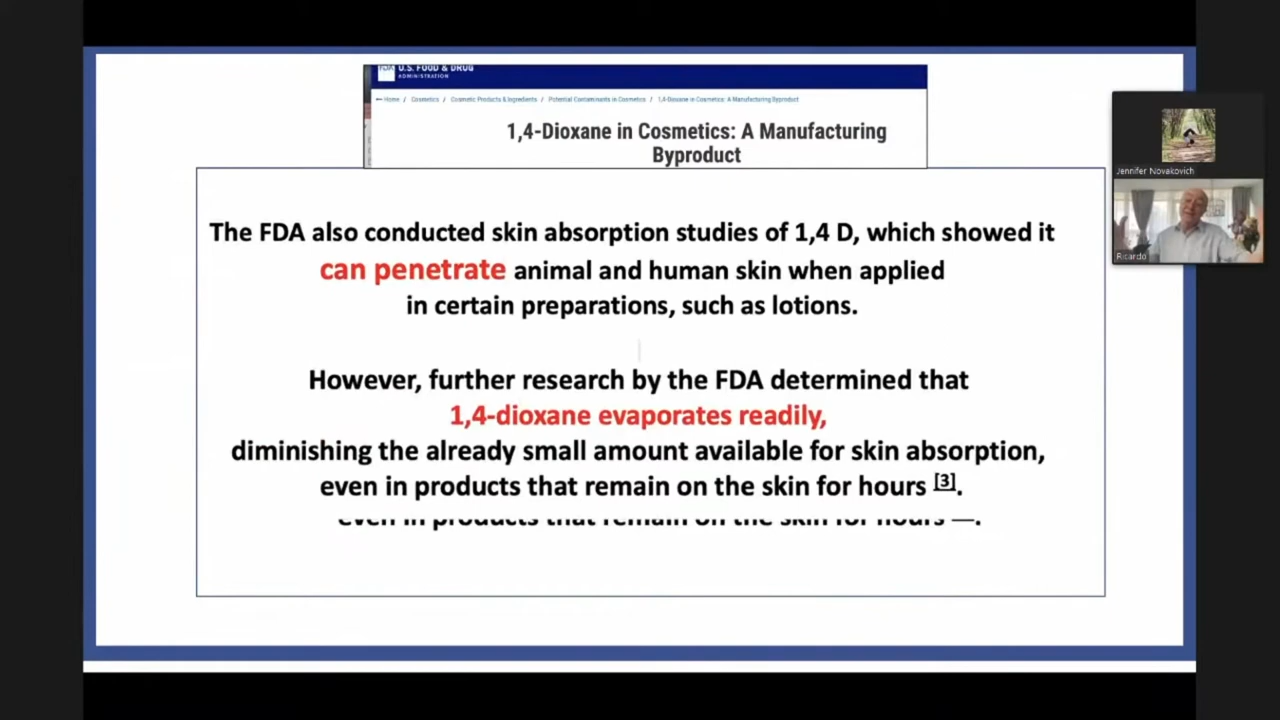 U.S. FOOD & DRUG
ADMINISTRATION
Home / Cosmetics / Cosmetic Products & Ingredients / Potential Contaminants in Cosmetics / 1,4-Dioxane in Cosmetics: A Manufacturing Byproduct
1,4-Dioxane in Cosmetics: A Manufacturing
Byproduct
The FDA also conducted skin absorption studies of 1,4 D, which showed it
can penetrate animal and human skin when applied
in certain preparations, such as lotions.
However, further research by the FDA determined that
1,4-dioxane evaporates readily,
diminishing the already small amount available for skin absorption,
even in products that remain on the skin for hours [3].
even in products that remain on the skin for hours
Jennifer Novakovich
Ricardo